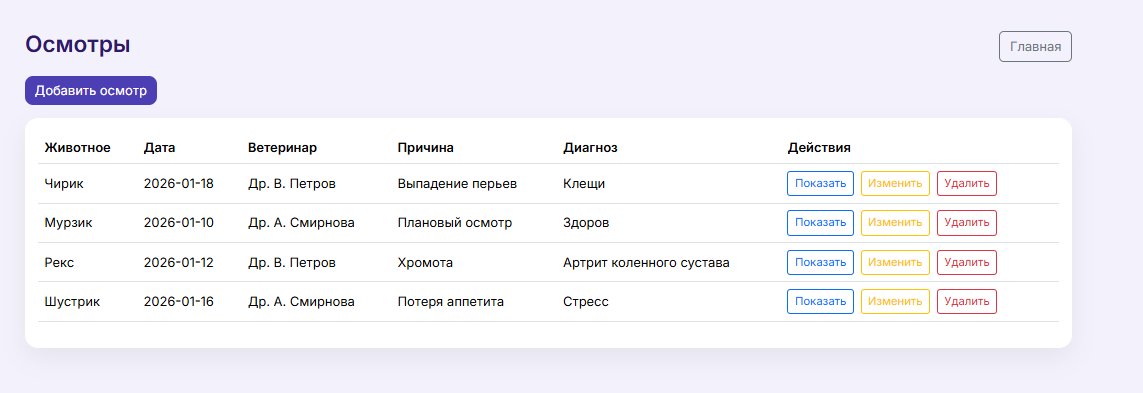 Осмотры
Главная
Добавить осмотр
Животное Дата Ветеринар Причина Диагноз Действия
Чирик 2026-01-18 Др. В. Петров Выпадение перьев Клещи Показать Изменить Удалить
Мурзик 2026-01-10 Др. А. Смирнова Плановый осмотр Здоров Показать Изменить Удалить
Рекс 2026-01-12 Др. В. Петров Хромота Артрит коленного сустава Показать Изменить Удалить
Шустрик 2026-01-16 Др. А. Смирнова Потеря аппетита Стресс Показать Изменить Удалить